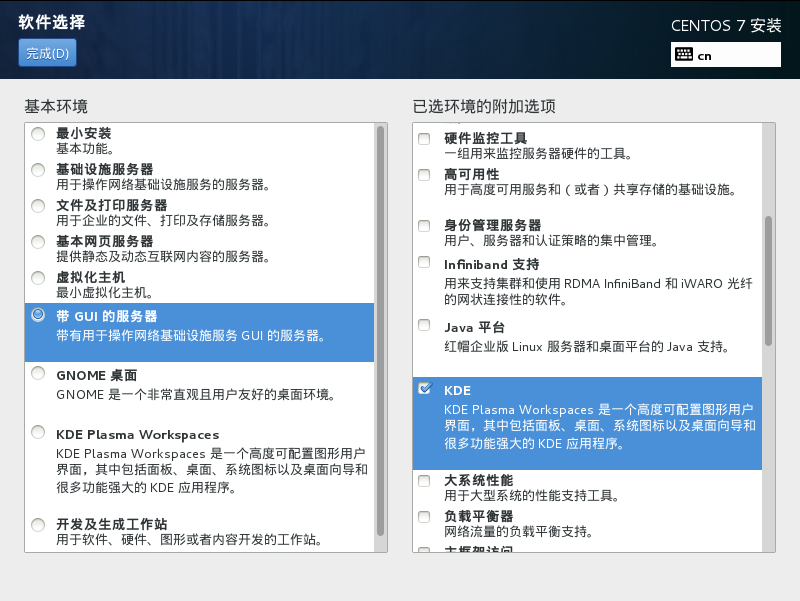 软件选择
CENTOS 7 安装
完成(D)
cn
基本环境
最小安装
基本功能。
基础设施服务器
用于操作网络基础设施服务的服务器。
文件及打印服务器
用于企业的文件、打印及存储服务器。
基本网页服务器
提供静态及动态互联网内容的服务器。
虚拟化主机
最小虚拟化主机。
带 GUI 的服务器
带有用于操作网络基础设施服务 GUI 的服务器。
GNOME 桌面
GNOME 是一个非常直观且用户友好的桌面环境。
KDE Plasma Workspaces
KDE Plasma Workspaces 是一个高度可配置图形用户
界面，其中包括面板、桌面、系统图标以及桌面向导和
很多功能强大的 KDE 应用程序。
开发及生成工作站
用于软件、硬件、图形或者内容开发的工作站。
已选环境的附加选项
硬件监控工具
一组用来监控服务器硬件的工具。
高可用性
用于高度可用服务和（或者）共享存储的基础设施。
身份管理服务器
用户、服务器和认证策略的集中管理。
Infiniband 支持
用来支持集群和使用 RDMA InfiniBand 和 iWARO 光纤
的网状连接性的软件。
Java 平台
红帽企业版 Linux 服务器和桌面平台的 Java 支持。
KDE
KDE Plasma Workspaces 是一个高度可配置图形用户
界面，其中包括面板、桌面、系统图标以及桌面向导和
很多功能强大的 KDE 应用程序。
大系统性能
用于大型系统的性能支持工具。
负载平衡器
网络流量的负载平衡支持。
主框架访问